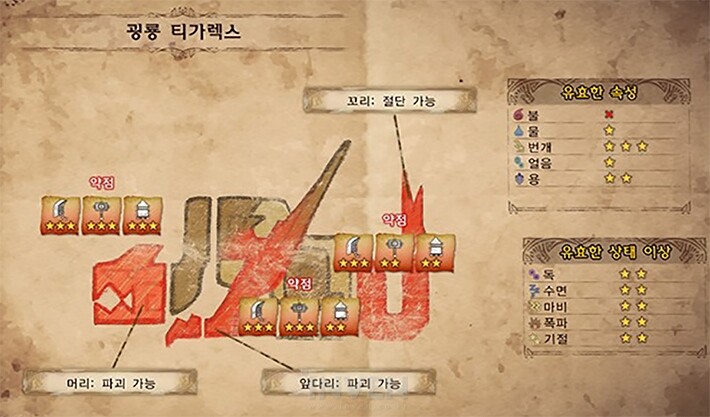 굉룡 티가렉스
꼬리: 절단 가능
유효한 속성
불
물
번개
얼음
용
약점
약점
약점
유효한 상태 이상
독
수면
마비
폭파
기절
머리: 파괴 가능
앞다리: 파괴 가능